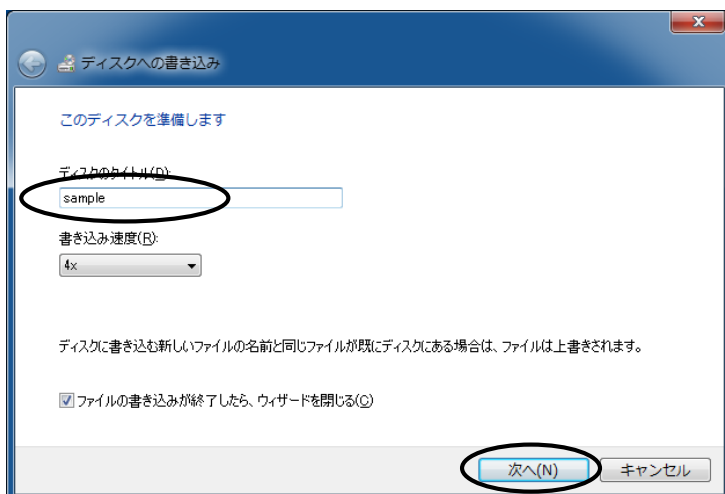 ディスクへの書き込み
このディスクを準備します
ディスクのタイトル(D):
sample
書き込み速度(R):
4x
ディスクに書き込む新しいファイルの名前と同じファイルが既にディスクにある場合は、ファイルは上書きされます。
ファイルの書き込みが終了したら、ウィザードを閉じる(C)
次へ(N)
キャンセル